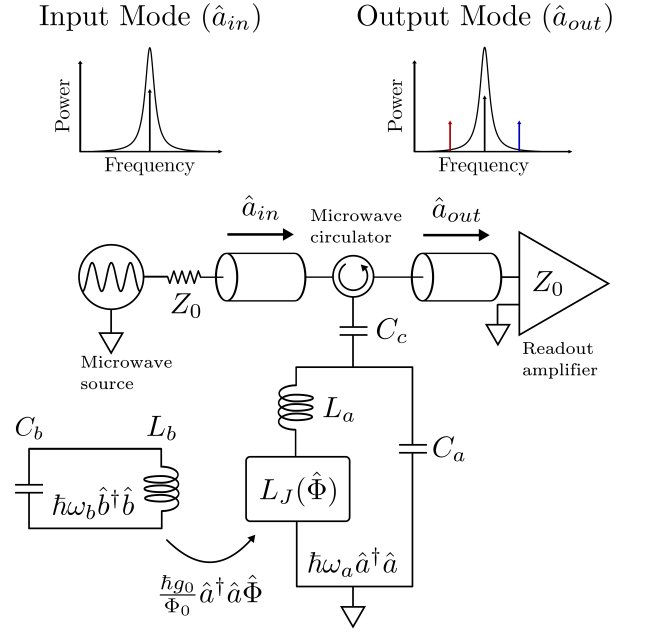 Input Mode (â_in)
Output Mode (â_out)
Power
Frequency
Power
Frequency
â_in
Microwave
circulator
â_out
Z_0
Z_0
Microwave
source
Readout
amplifier
C_c
L_a
C_a
L_J(Φ̂)
ħω_a â†â
C_b
L_b
ħω_b b̂†b̂
ħg_0/Φ_0 â†âΦ̂